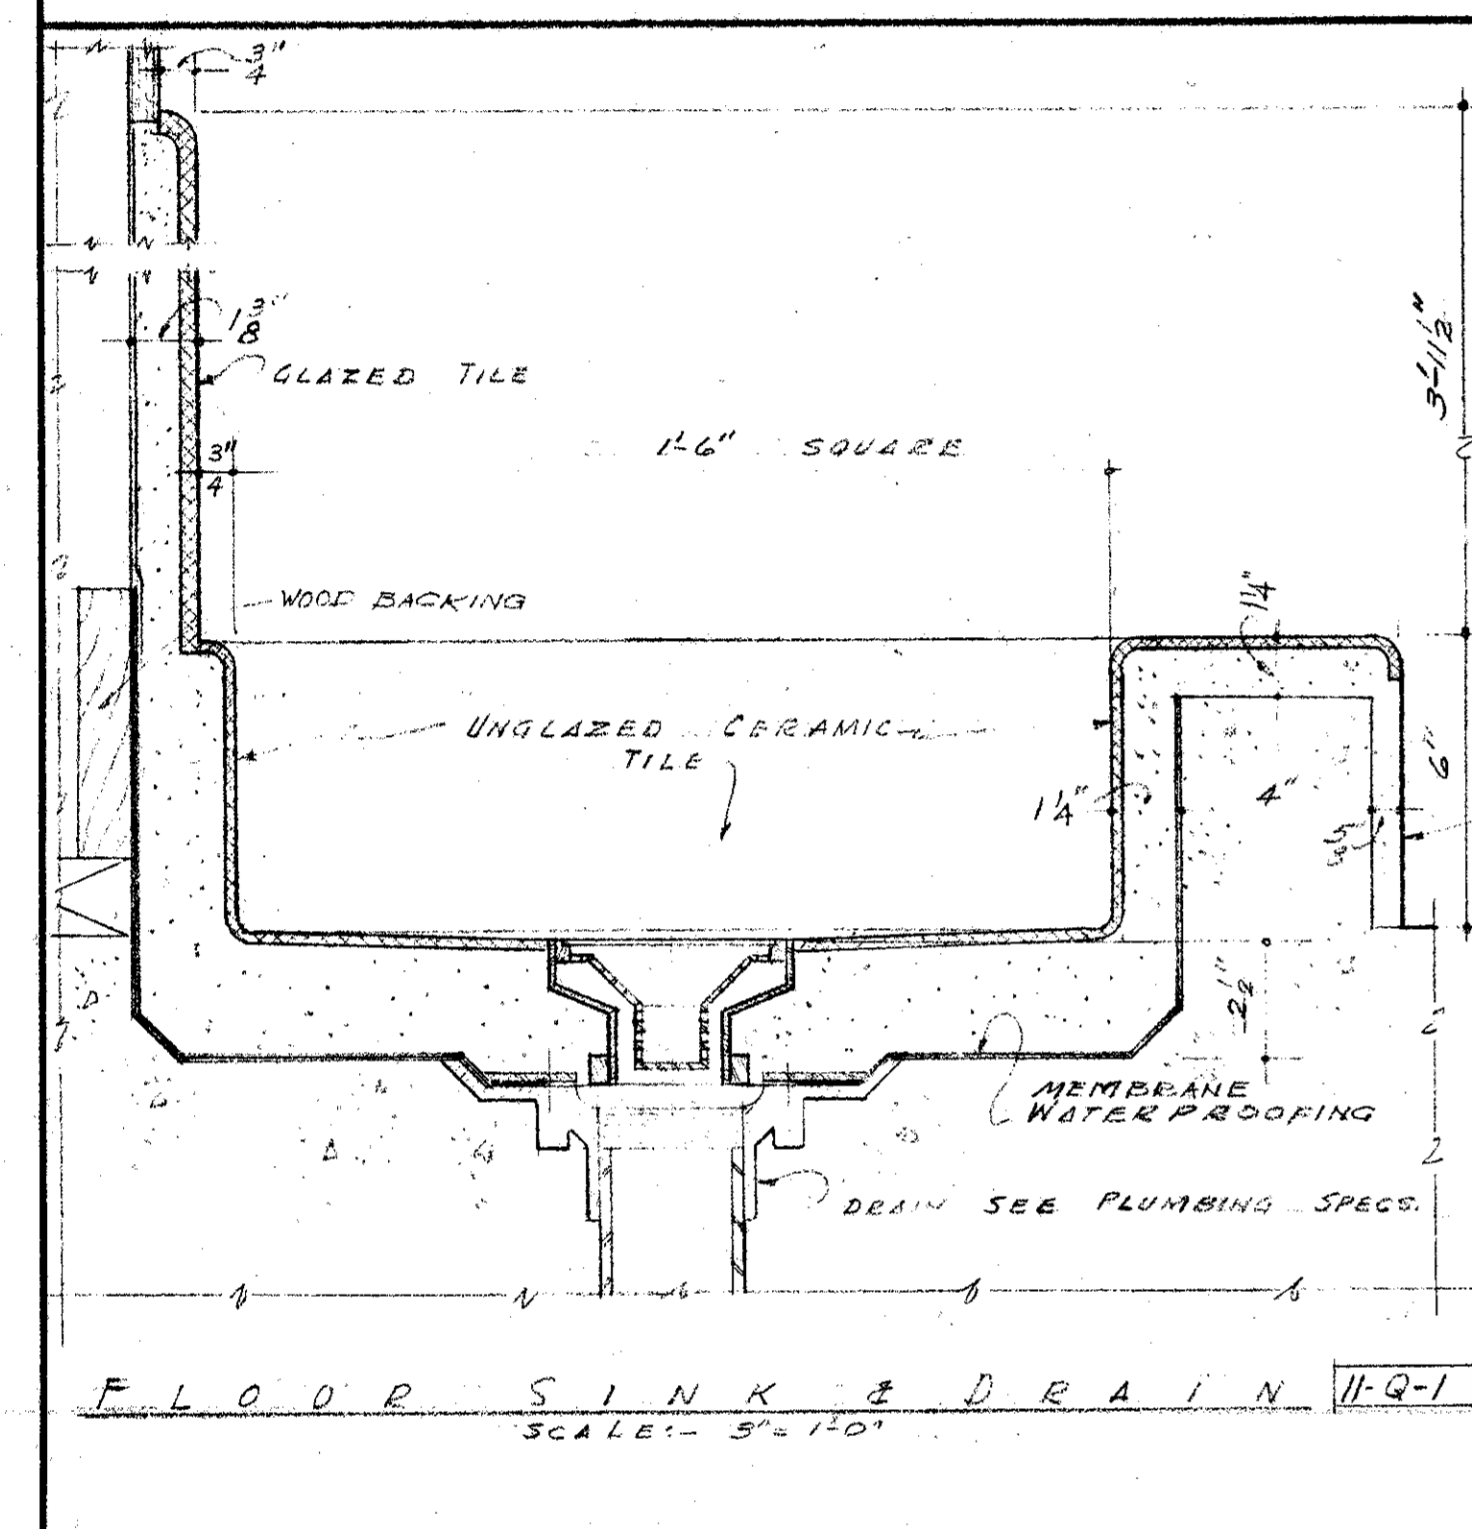 3/4"
1 3/8"
GLAZED TILE
3'-11 1/2"
1'-6" SQUARE
3/4"
WOOD BACKING
1 1/4"
UNGLAZED CERAMIC
TILE
6"
1 1/4"
4"
2 1/2"
MEMBRANE
WATERPROOFING
DRAIN SEE PLUMBING SPECS.
FLOOR SINK & DRAIN
11-Q-1
SCALE:- 3" = 1'-0"